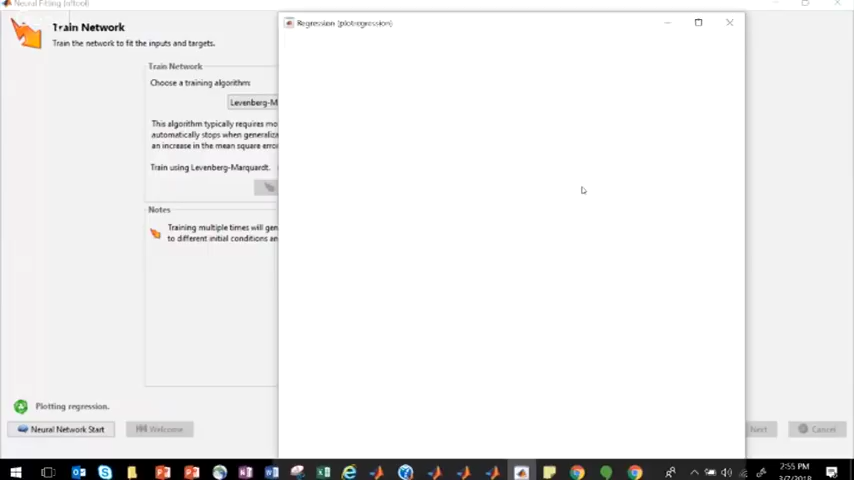 Neural Fitting (nftool)
Train Network
Train the network to fit the inputs and targets.
Train Network
Choose a training algorithm:
Levenberg-M
This algorithm typically requires mo
automatically stops when generaliza
an increase in the mean square erro
Train using Levenberg-Marquardt.
Notes
Training multiple times will gen
to different initial conditions an
Regression (plotregression)
Plotting regression.
Neural Network Start
Welcome
Next
Cancel
2:55 PM
3/7/2018